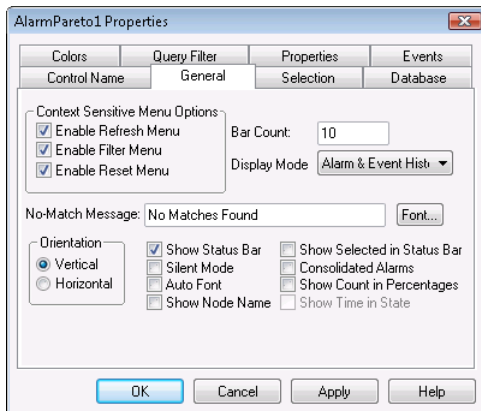 AlarmPareto1 Properties
Colors Query Filter Properties Events
Control Name General Selection Database
Context Sensitive Menu Options
Enable Refresh Menu
Enable Filter Menu
Enable Reset Menu
Bar Count: 10
Display Mode Alarm & Event Histo
No-Match Message: No Matches Found Font...
Orientation
Vertical
Horizontal
Show Status Bar
Silent Mode
Auto Font
Show Node Name
Show Selected in Status Bar
Consolidated Alarms
Show Count in Percentages
Show Time in State
OK Cancel Apply Help